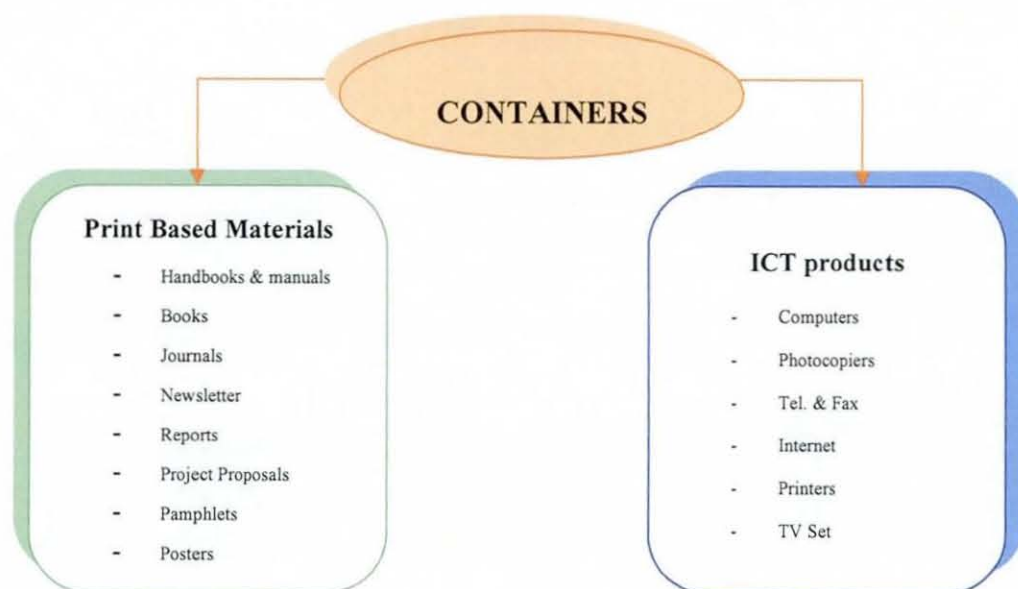 CONTAINERS
Print Based Materials
- Handbooks & manuals
- Books
- Journals
- Newsletter
- Reports
- Project Proposals
- Pamphlets
- Posters
ICT products
- Computers
- Photocopiers
- Tel. & Fax
- Internet
- Printers
- TV Set